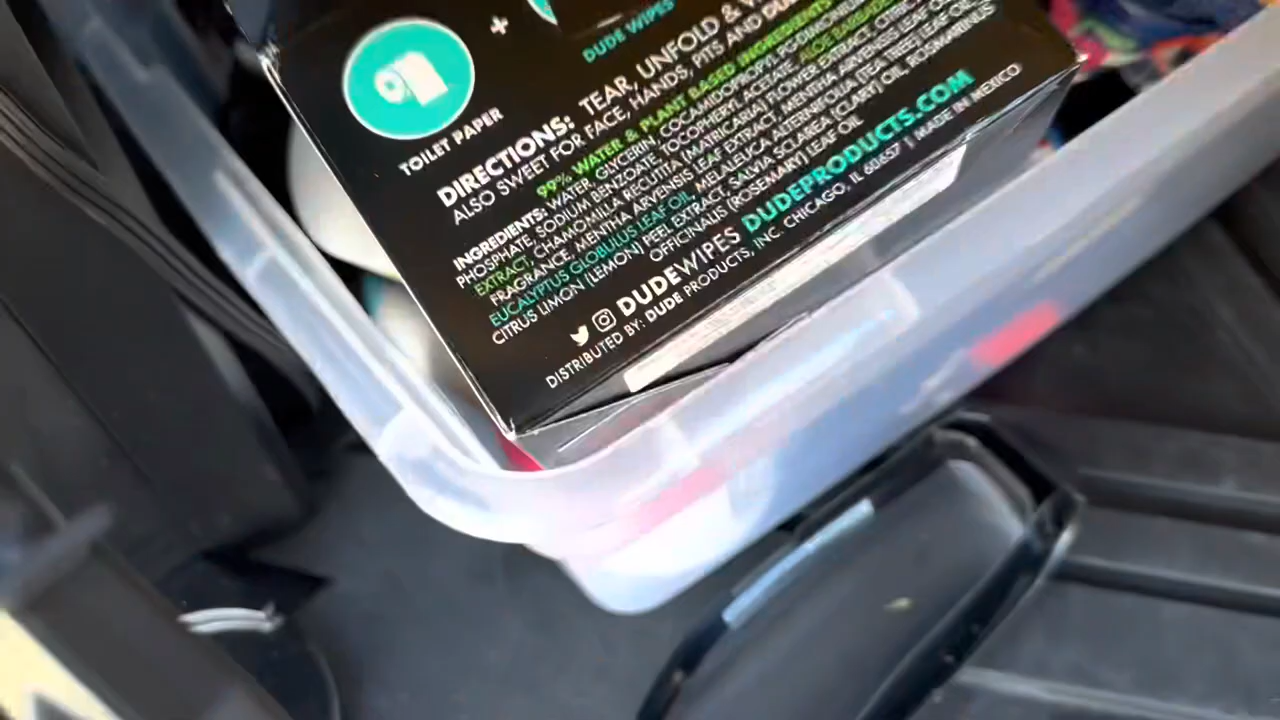 +
DUDE WIPES
TOILET PAPER
DIRECTIONS: TEAR, UNFOLD &
ALSO SWEET FOR FACE, HANDS, PITS AND
99% WATER & PLANT BASED INGREDIENTS
INGREDIENTS: WATER, GLYCERIN, COCAMIDOPROPYL
PHOSPHATE, SODIUM BENZOATE, TOCOPHERYL ACETATE,
EXTRACT, CHAMOMILLA RECUTITA (MATRICARIA) FLOWER EXTRACT, CITRIC
FRAGRANCE, MENTHA ARVENSIS LEAF EXTRACT, MENTHA ARVENSIS LEAF OIL,
EUCALYPTUS GLOBULUS LEAF OIL, MELALEUCA ALTERNIFOLIA (TEA TREE) LEAF OIL,
CITRUS LIMON (LEMON) PEEL EXTRACT, SALVIA SCLAREA (CLARY) OIL, ROSMARINUS
OFFICINALIS (ROSEMARY) LEAF OIL
DUDEWIPES DUDEPRODUCTS.COM
DISTRIBUTED BY: DUDE PRODUCTS, INC. CHICAGO, IL 60657 | MADE IN MEXICO